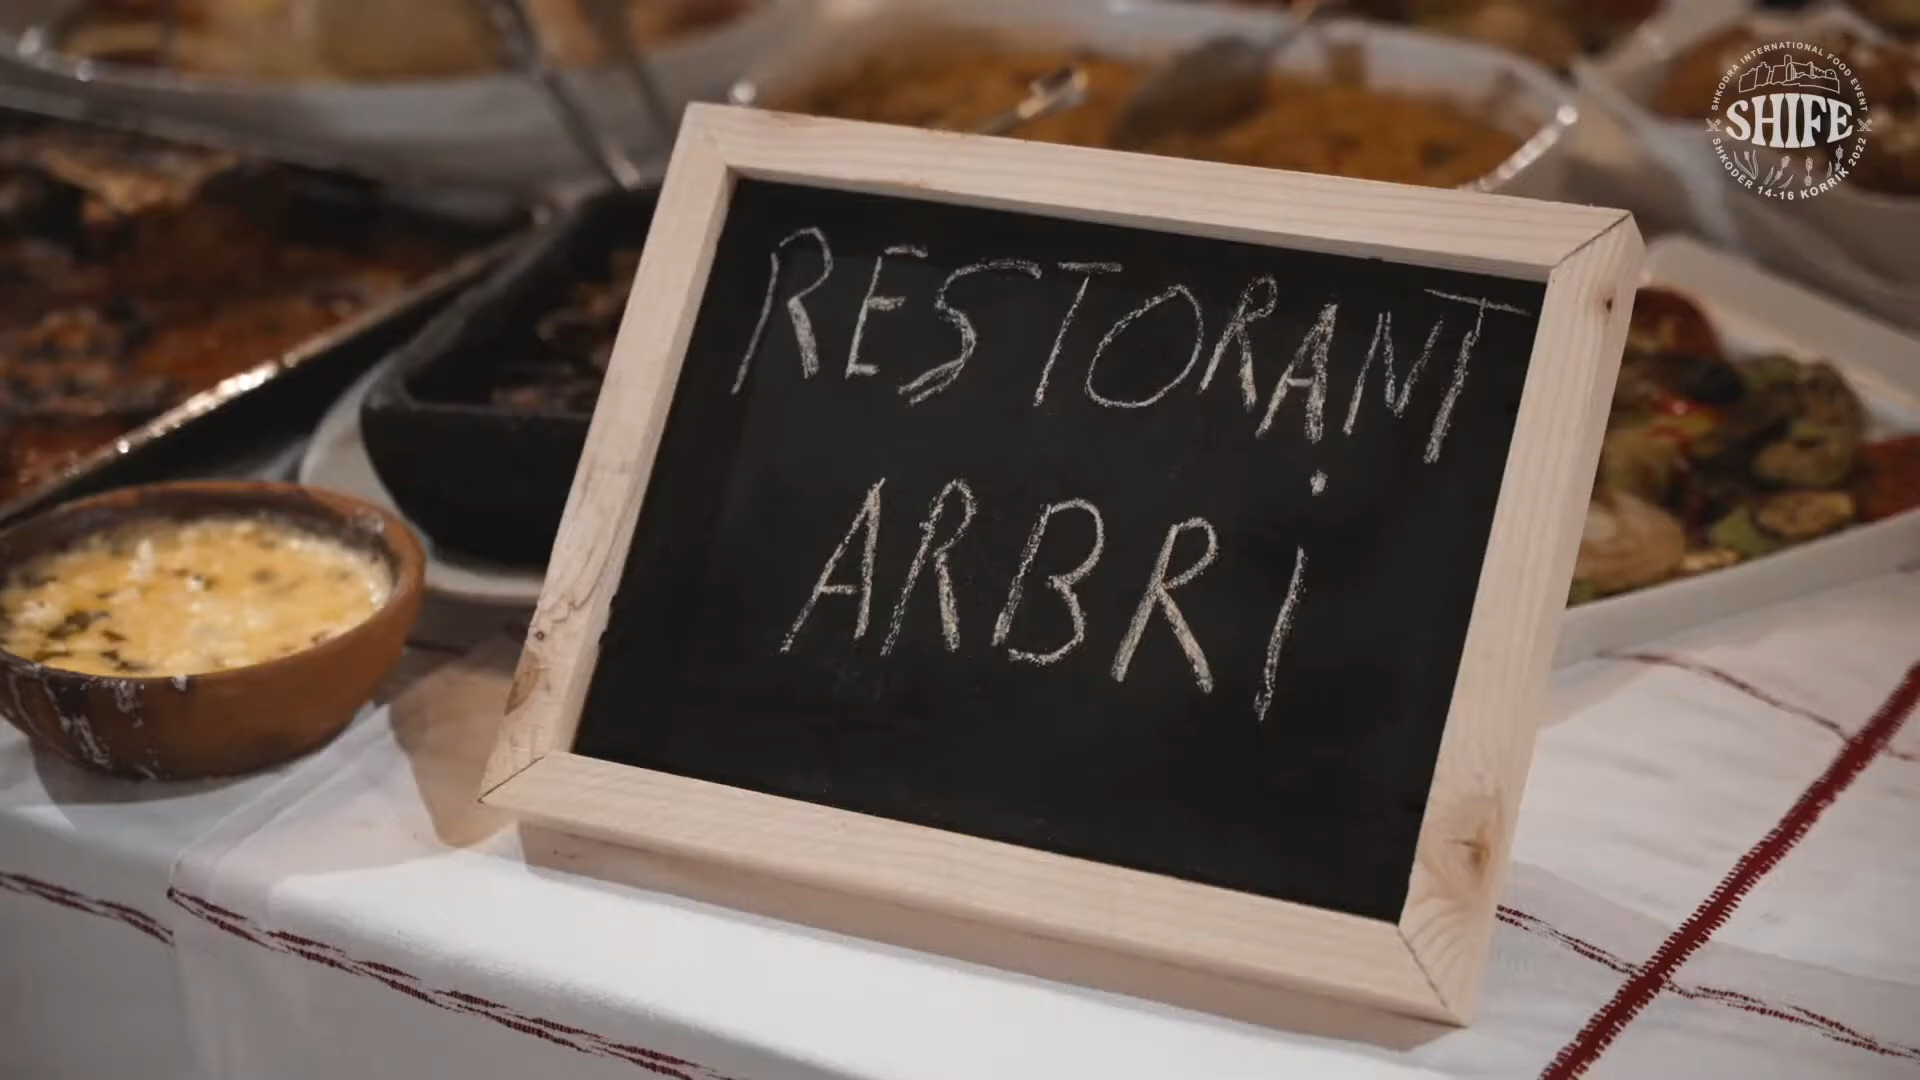 RESTORANT
ARBRI
SHKODRA INTERNATIONAL FOOD EVENT
SHIFE
SHKODËR 14-16 KORRIK 2022